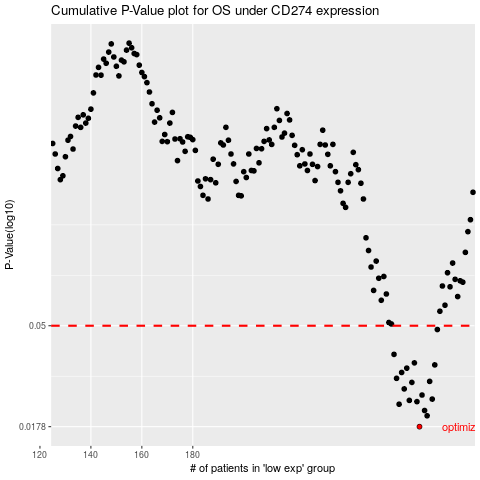 Cumulative P-Value plot for OS under CD274 expression
P-Value(log10)
0.05
0.0178
optimiz
120 140 160 180
# of patients in 'low exp' group